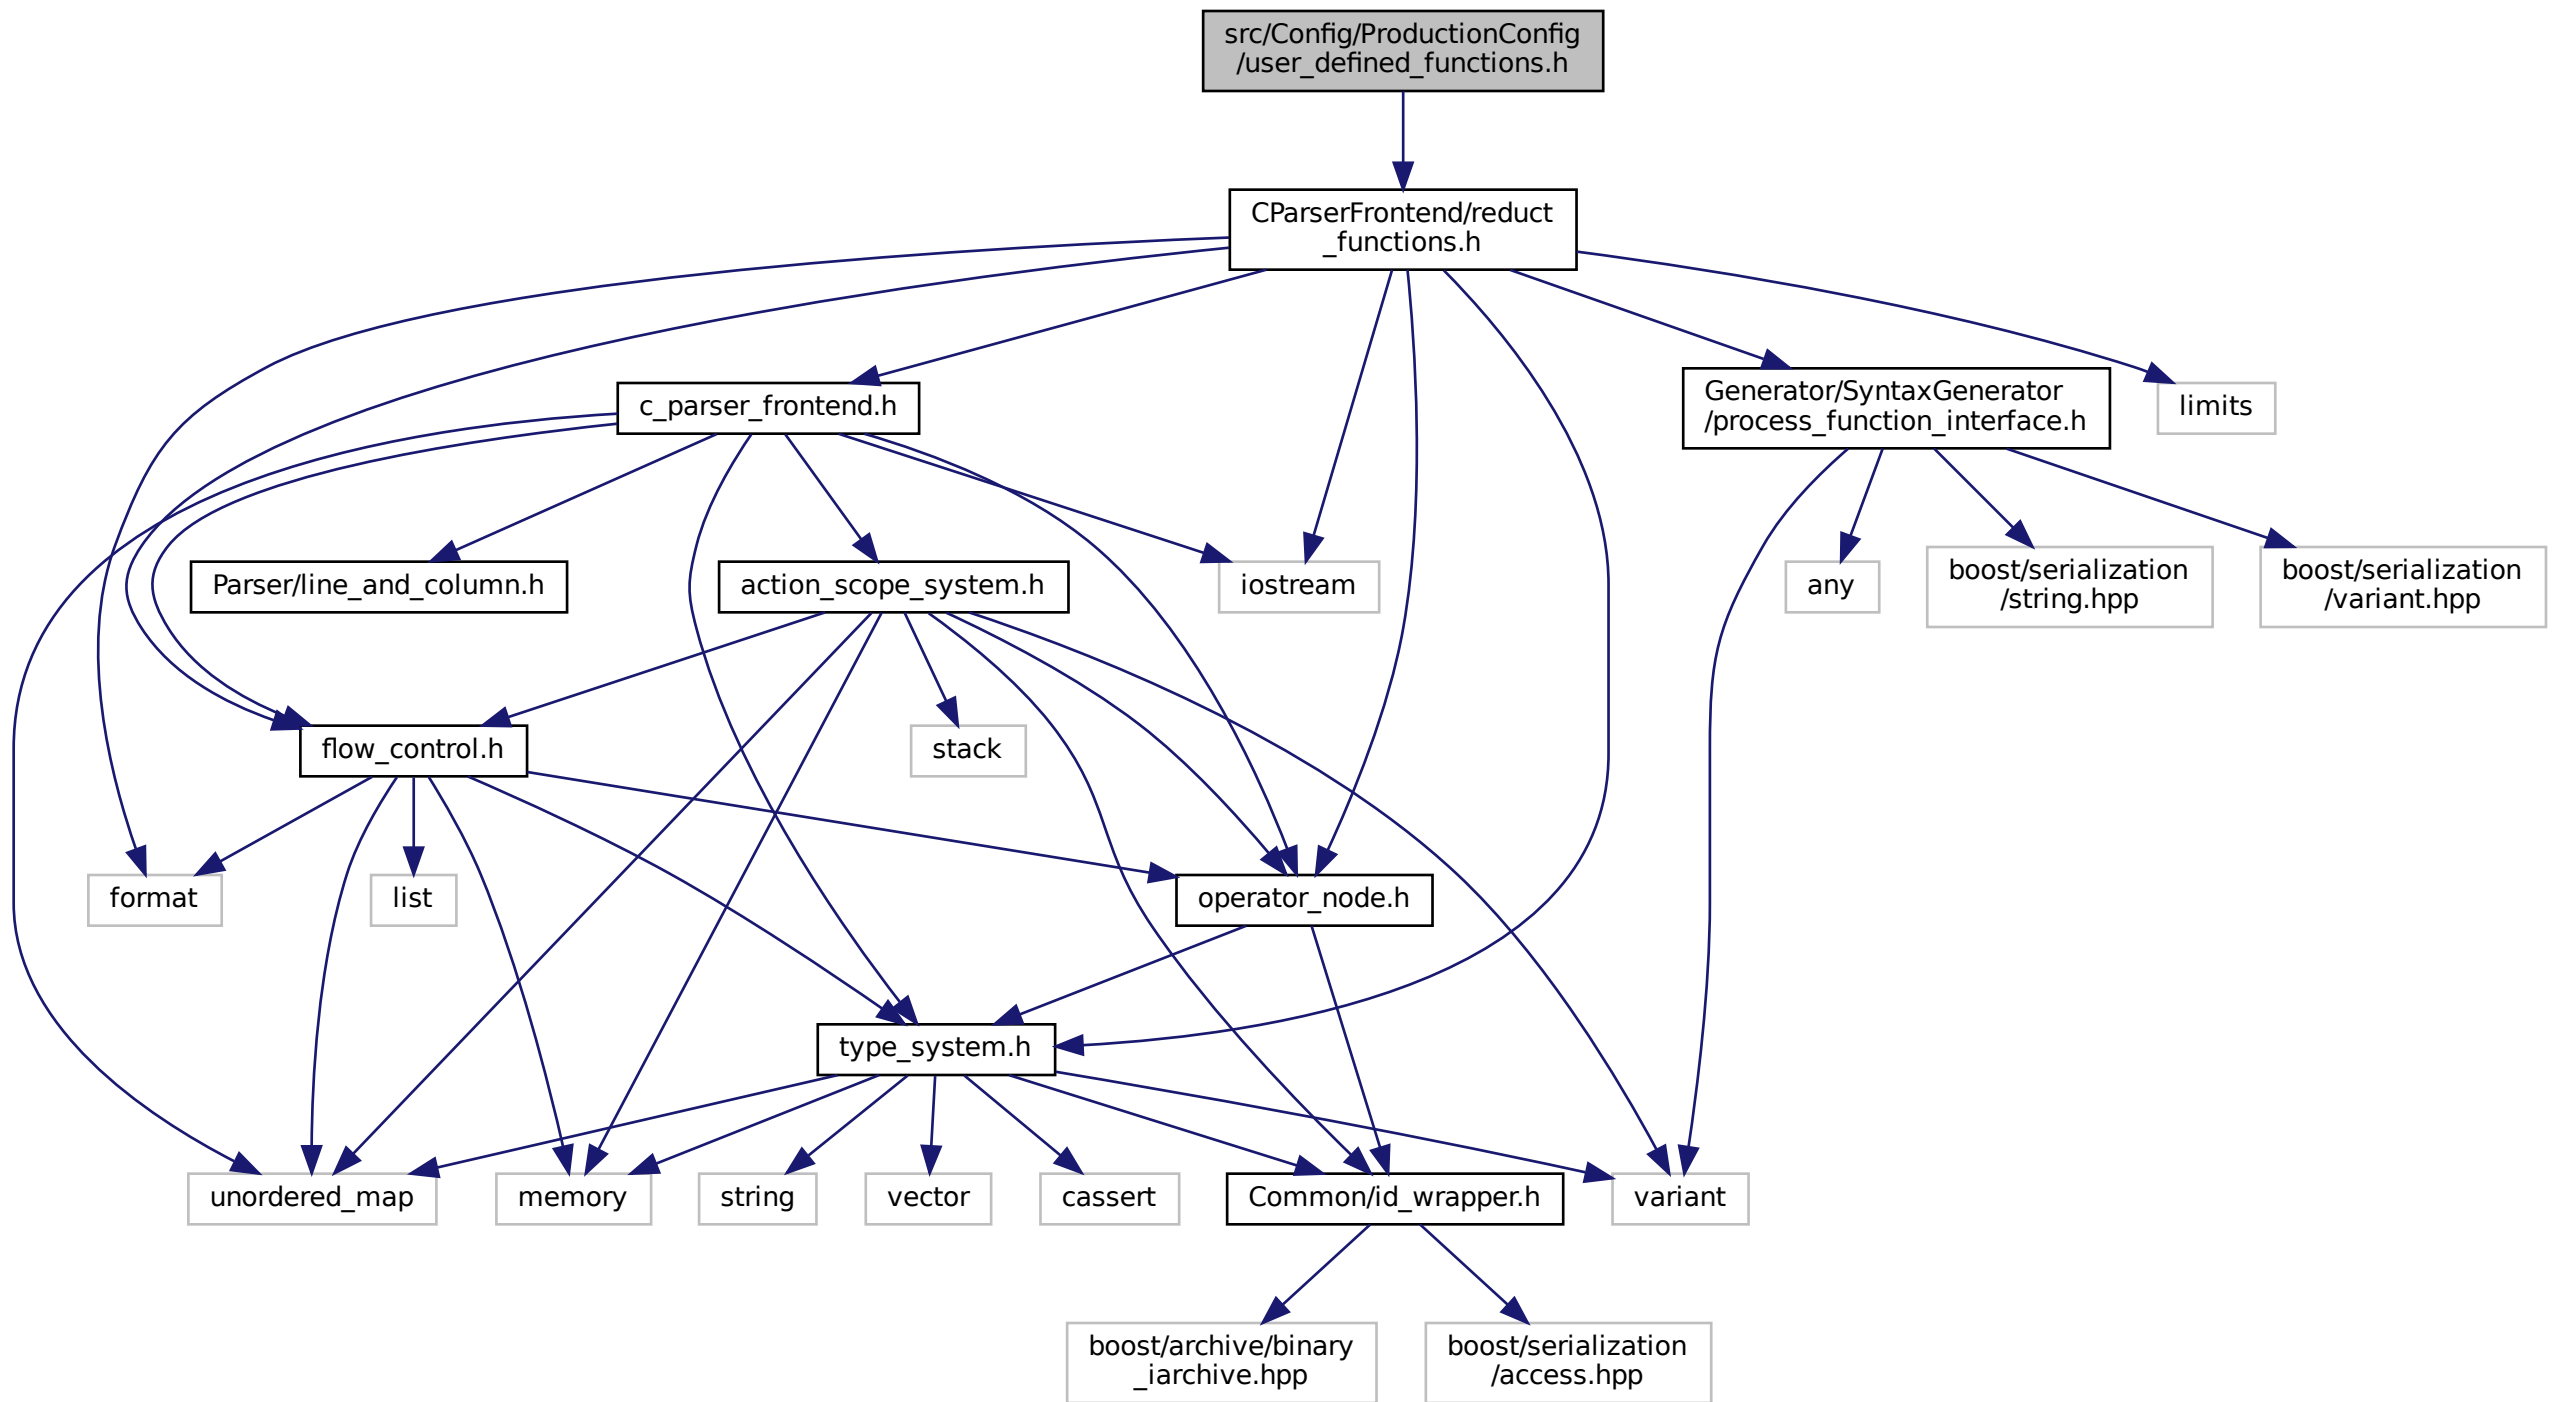 src/Config/ProductionConfig
/user_defined_functions.h
CParserFrontend/reduct
_functions.h
c_parser_frontend.h
Generator/SyntaxGenerator
/process_function_interface.h
limits
Parser/line_and_column.h
action_scope_system.h
iostream
any
boost/serialization
/string.hpp
boost/serialization
/variant.hpp
flow_control.h
stack
format
list
operator_node.h
type_system.h
unordered_map
memory
string
vector
cassert
Common/id_wrapper.h
variant
boost/archive/binary
_iarchive.hpp
boost/serialization
/access.hpp